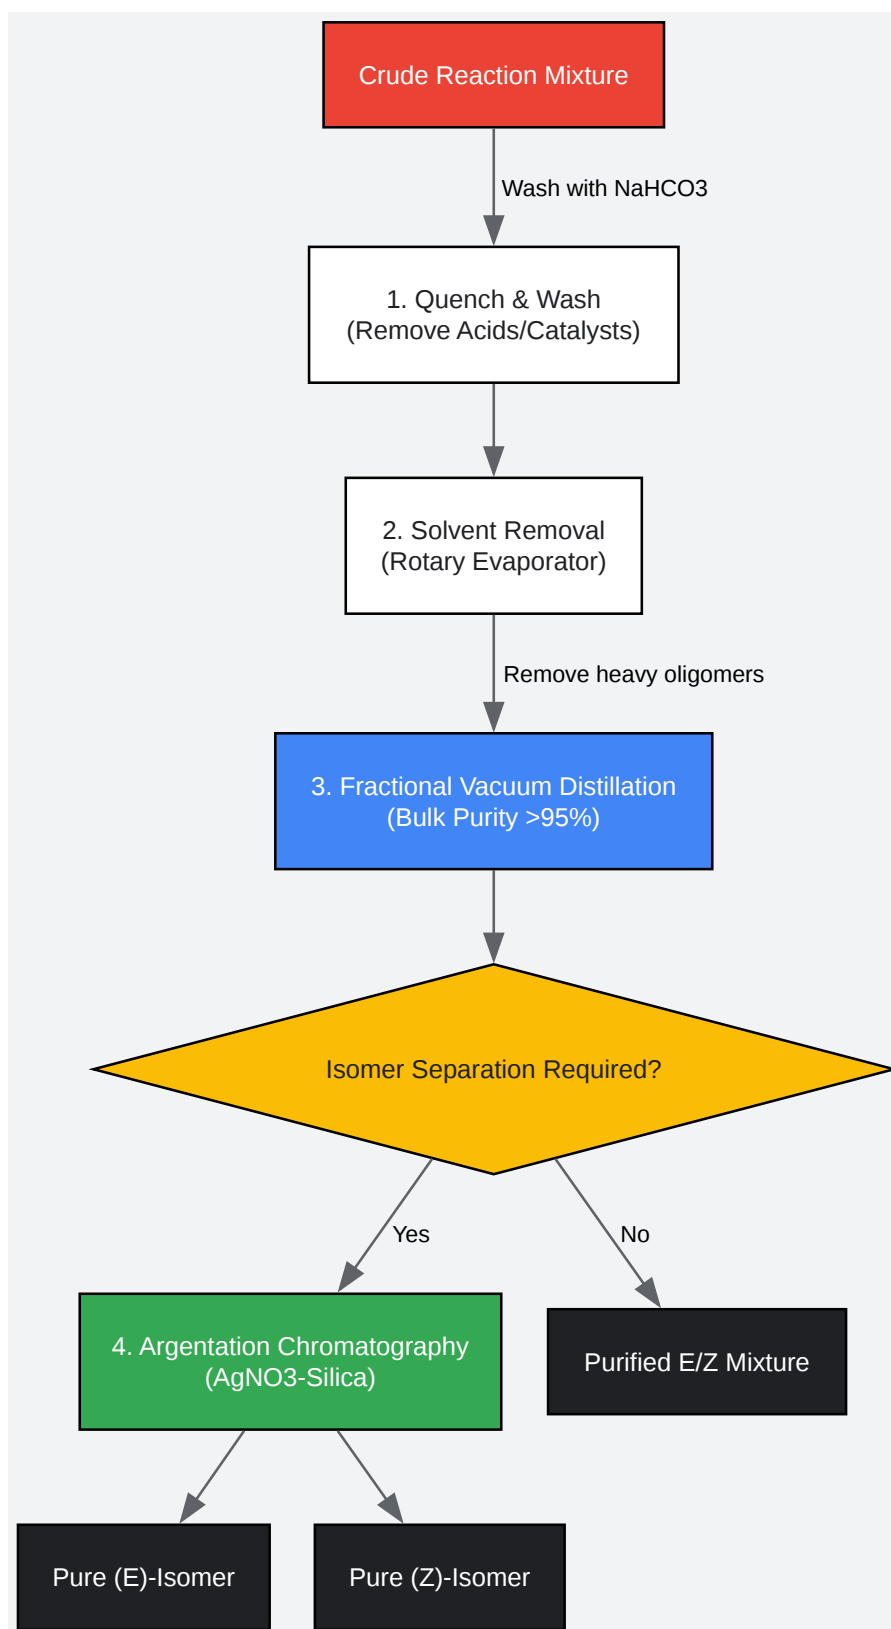 Crude Reaction Mixture
Wash with NaHCO3
1. Quench & Wash
(Remove Acids/Catalysts)
2. Solvent Removal
(Rotary Evaporator)
Remove heavy oligomers
3. Fractional Vacuum Distillation
(Bulk Purity >95%)
Isomer Separation Required?
Yes
No
4. Argentation Chromatography
(AgNO3-Silica)
Purified E/Z Mixture
Pure (E)-Isomer
Pure (Z)-Isomer